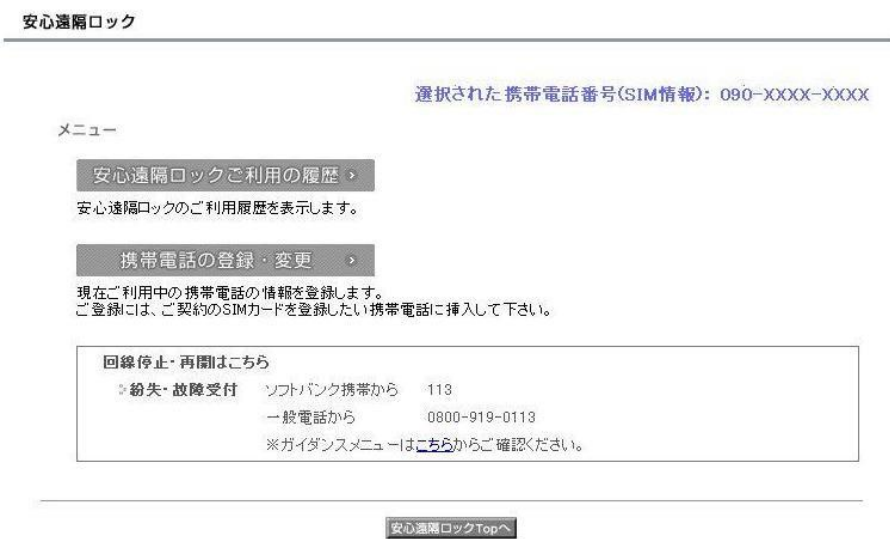 安心遠隔ロック
選択された携帯電話番号(SIM情報): 090-XXXX-XXXX
メニュー
安心遠隔ロックご利用の履歴 ›
安心遠隔ロックのご利用履歴を表示します。
携帯電話の登録・変更 ›
現在ご利用中の携帯電話の情報を登録します。
ご登録には、ご契約のSIMカードを登録したい携帯電話に挿入して下さい。
回線停止・再開はこちら
紛失・故障受付 ソフトバンク携帯から 113
一般電話から 0800-919-0113
※ガイダンスメニューはこちらからご確認ください。
安心遠隔ロックTopへ